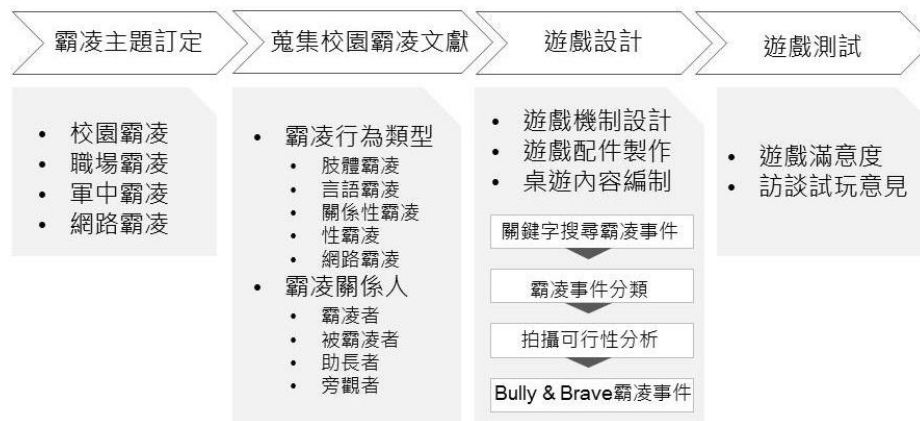 霸凌主題訂定
校園霸凌
職場霸凌
軍中霸凌
網路霸凌
蒐集校園霸凌文獻
霸凌行為類型
肢體霸凌
言語霸凌
關係性霸凌
性霸凌
網路霸凌
霸凌關係人
霸凌者
被霸凌者
助長者
旁觀者
遊戲設計
遊戲機制設計
遊戲配件製作
桌遊內容編制
關鍵字搜尋霸凌事件
霸凌事件分類
拍攝可行性分析
Bully & Brave霸凌事件
遊戲測試
遊戲滿意度
訪談試玩意見